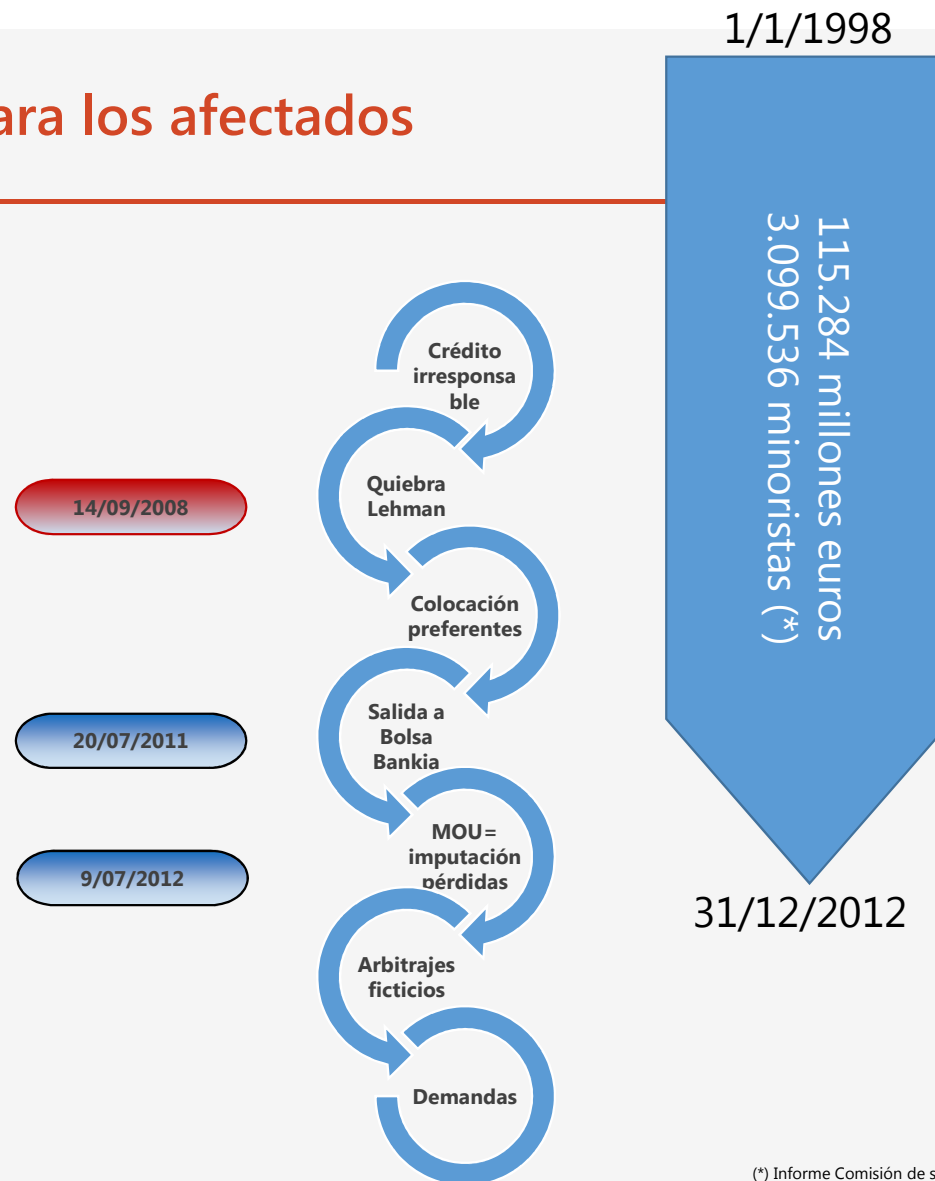 1/1/1998
ara los afectados
115.284 millones euros
3.099.536 minoristas (*)
Crédito
irresponsa
ble
Quiebra
Lehman
14/09/2008
Colocación
preferentes
Salida a
Bolsa
Bankia
20/07/2011
MOU=
imputación
pérdidas
9/07/2012
31/12/2012
Arbitrajes
ficticios
Demandas
(*) Informe Comisión de s